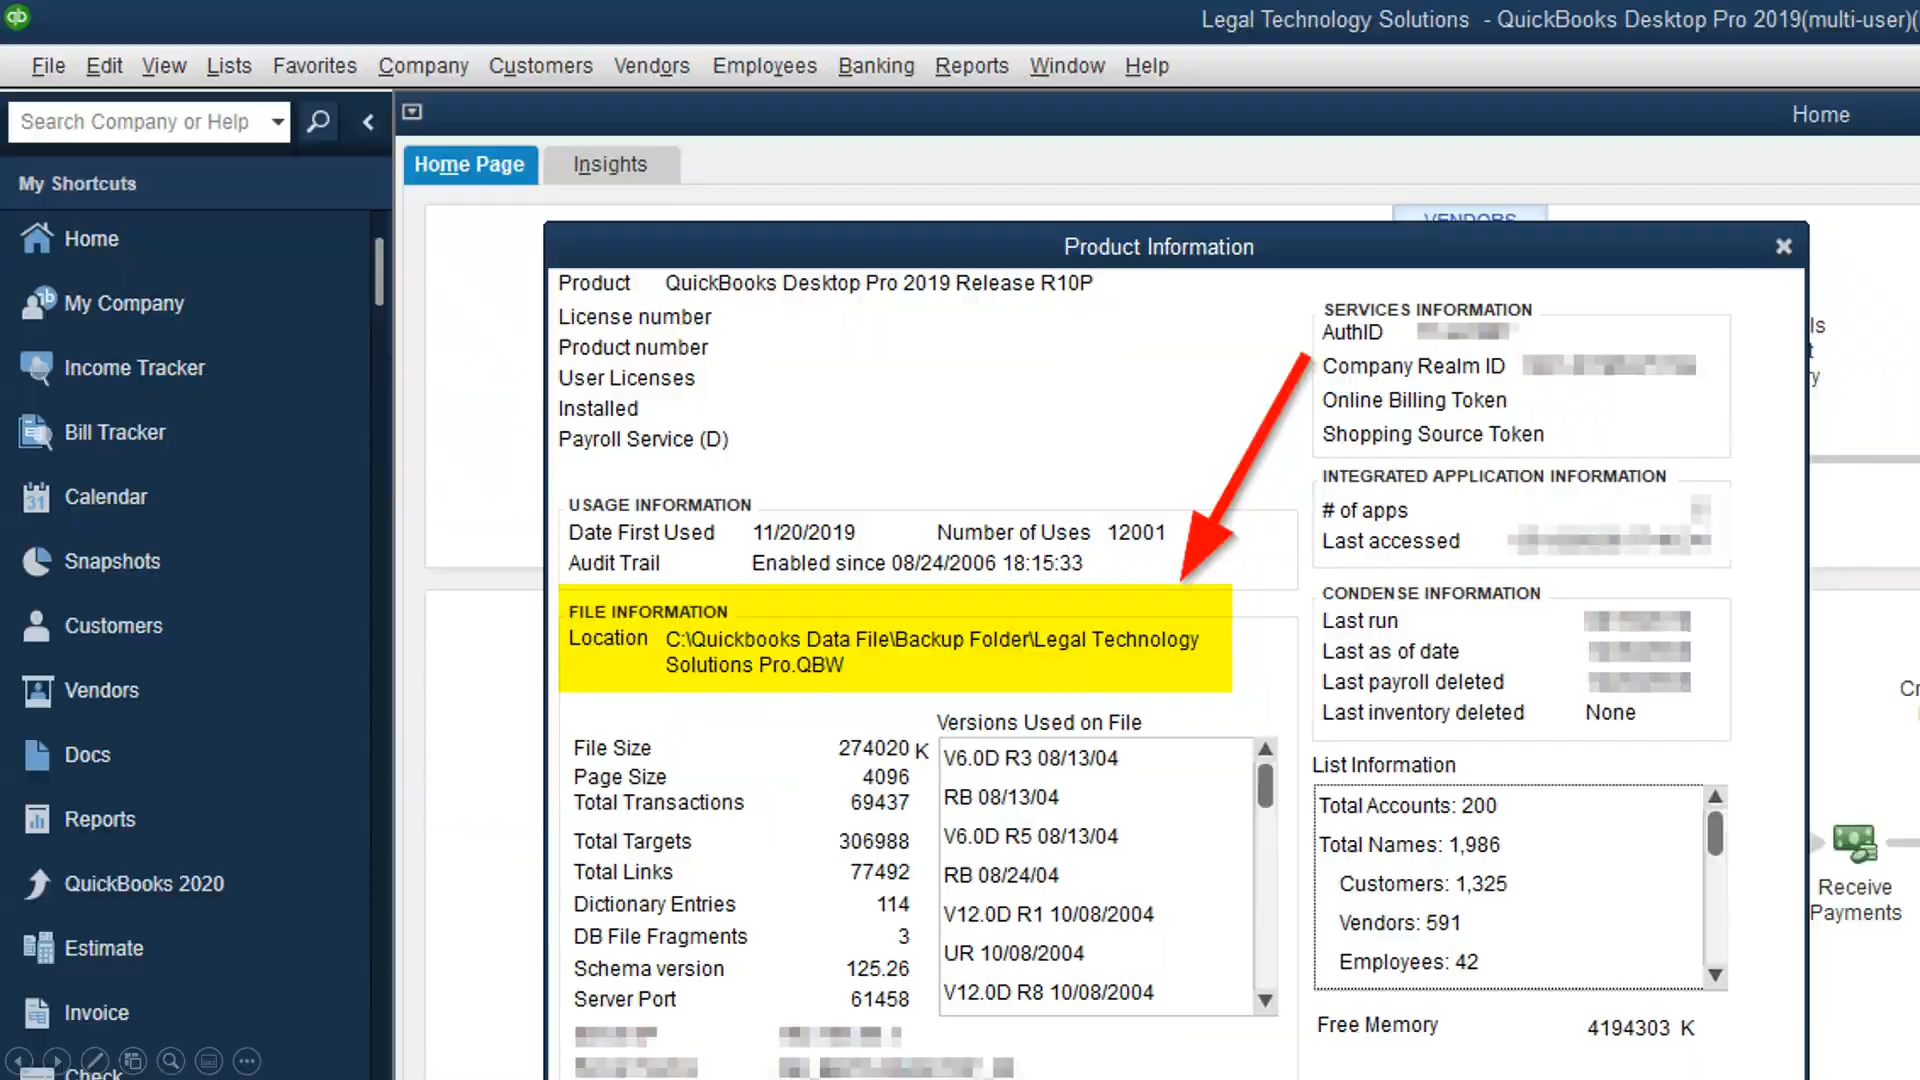 qb
Legal Technology Solutions - QuickBooks Desktop Pro 2019(multi-user)(
File Edit View Lists Favorites Company Customers Vendors Employees Banking Reports Window Help
Search Company or Help
Home
Home Page Insights
My Shortcuts
Home
My Company
Income Tracker
Bill Tracker
31 Calendar
Snapshots
Customers
Vendors
Docs
Reports
QuickBooks 2020
Estimate
Invoice
Check
VENDORS
Product Information
Product QuickBooks Desktop Pro 2019 Release R10P
License number
Product number
User Licenses
Installed
Payroll Service (D)
USAGE INFORMATION
Date First Used 11/20/2019 Number of Uses 12001
Audit Trail Enabled since 08/24/2006 18:15:33
FILE INFORMATION
Location C:\Quickbooks Data File\Backup Folder\Legal Technology
Solutions Pro.QBW
File Size 274020 K
Page Size 4096
Total Transactions 69437
Total Targets 306988
Total Links 77492
Dictionary Entries 114
DB File Fragments 3
Schema version 125.26
Server Port 61458
Versions Used on File
V6.0D R3 08/13/04
RB 08/13/04
V6.0D R5 08/13/04
RB 08/24/04
V12.0D R1 10/08/2004
UR 10/08/2004
V12.0D R8 10/08/2004
SERVICES INFORMATION
AuthID
Company Realm ID
Online Billing Token
Shopping Source Token
INTEGRATED APPLICATION INFORMATION
# of apps
Last accessed
CONDENSE INFORMATION
Last run
Last as of date
Last payroll deleted
Last inventory deleted None
List Information
Total Accounts: 200
Total Names: 1,986
Customers: 1,325
Vendors: 591
Employees: 42
Free Memory 4194303 K
ls
t
ry
Cr
Receive
Payments